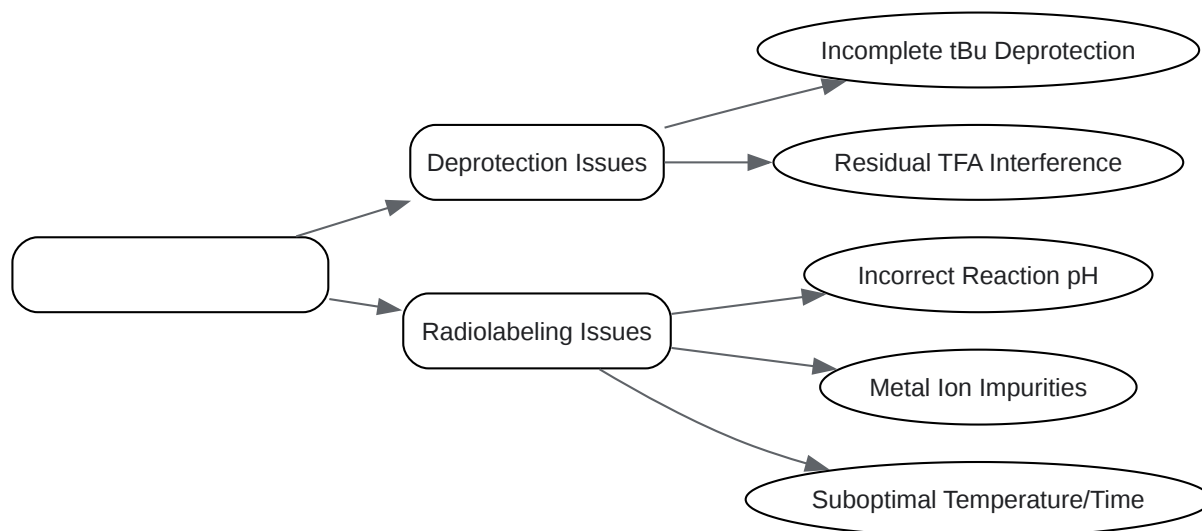 Incomplete tBu Deprotection
Deprotection Issues
Residual TFA Interference
Incorrect Reaction pH
Radiolabeling Issues
Metal Ion Impurities
Suboptimal Temperature/Time